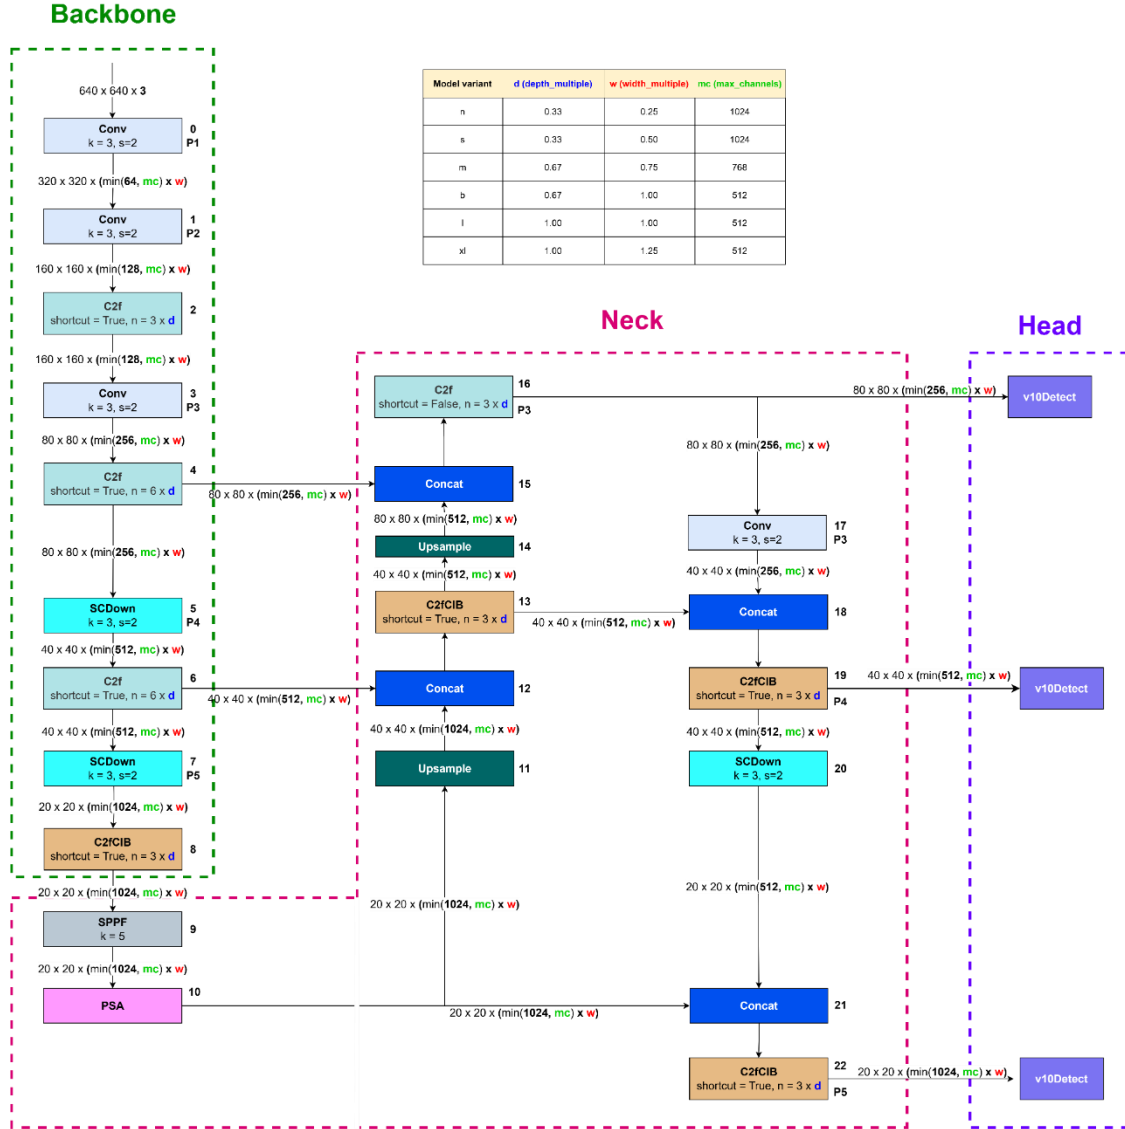 Backbone
640 x 640 x 3
Conv
k = 3, s=2
0
P1
320 x 320 x (min(64, mc) x w)
Conv
k = 3, s=2
1
P2
160 x 160 x (min(128, mc) x w)
C2f
shortcut = True, n = 3 x d
2
160 x 160 x (min(128, mc) x w)
Conv
k = 3, s=2
3
P3
80 x 80 x (min(256, mc) x w)
C2f
shortcut = True, n = 6 x d
4
80 x 80 x (min(256, mc) x w)
80 x 80 x (min(256, mc) x w)
SCDown
k = 3, s=2
5
P4
40 x 40 x (min(512, mc) x w)
C2f
shortcut = True, n = 6 x d
6
40 x 40 x (min(512, mc) x w)
40 x 40 x (min(512, mc) x w)
SCDown
k = 3, s=2
7
P5
20 x 20 x (min(1024, mc) x w)
C2fCIB
shortcut = True, n = 3 x d
8
20 x 20 x (min(1024, mc) x w)
SPPF
k = 5
9
20 x 20 x (min(1024, mc) x w)
PSA
10
20 x 20 x (min(1024, mc) x w)
Model variant d (depth_multiple) w (width_multiple) mc (max_channels)
n 0.33 0.25 1024
s 0.33 0.50 1024
m 0.67 0.75 768
b 0.67 1.00 512
l 1.00 1.00 512
xl 1.00 1.25 512
Neck
C2f
shortcut = False, n = 3 x d
16
P3
Concat
15
80 x 80 x (min(512, mc) x w)
Upsample
14
40 x 40 x (min(512, mc) x w)
C2fCIB
shortcut = True, n = 3 x d
13
40 x 40 x (min(512, mc) x w)
Concat
12
40 x 40 x (min(1024, mc) x w)
Upsample
11
20 x 20 x (min(1024, mc) x w)
80 x 80 x (min(256, mc) x w)
Conv
k = 3, s=2
17
P3
40 x 40 x (min(256, mc) x w)
Concat
18
C2fCIB
shortcut = True, n = 3 x d
19
P4
40 x 40 x (min(512, mc) x w)
SCDown
k = 3, s=2
20
20 x 20 x (min(512, mc) x w)
Concat
21
C2fCIB
shortcut = True, n = 3 x d
22
P5
Head
80 x 80 x (min(256, mc) x w)
v10Detect
40 x 40 x (min(512, mc) x w)
v10Detect
20 x 20 x (min(1024, mc) x w)
v10Detect